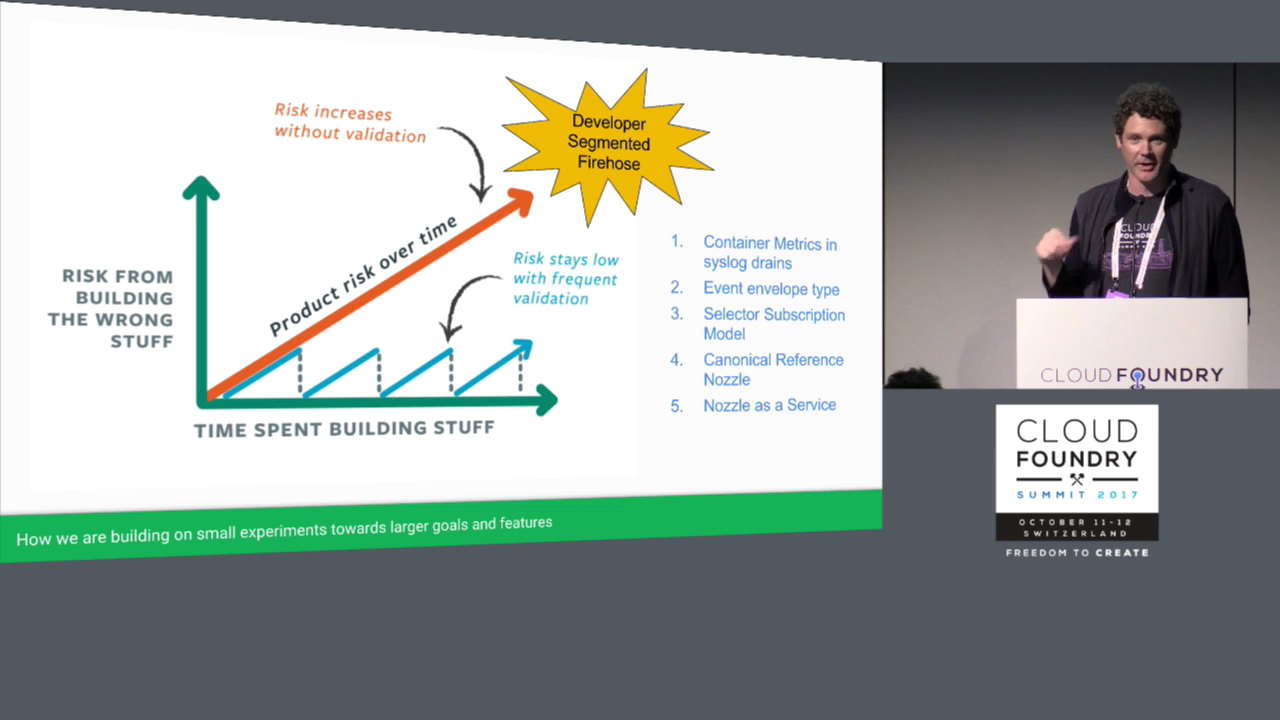 Risk increases
without validation
Developer
Segmented
Firehose
Product risk over time
Risk stays low
with frequent
validation
RISK FROM
BUILDING
THE WRONG
STUFF
TIME SPENT BUILDING STUFF
1. Container Metrics in
syslog drains
2. Event envelope type
3. Selector Subscription
Model
4. Canonical Reference
Nozzle
5. Nozzle as a Service
How we are building on small experiments towards larger goals and features
CLOUD
FOUNDRY
CLOUD FOUNDRY
CLOUD
FOUNDRY
SUMMIT 2017
OCTOBER 11-12
SWITZERLAND
FREEDOM TO CREATE